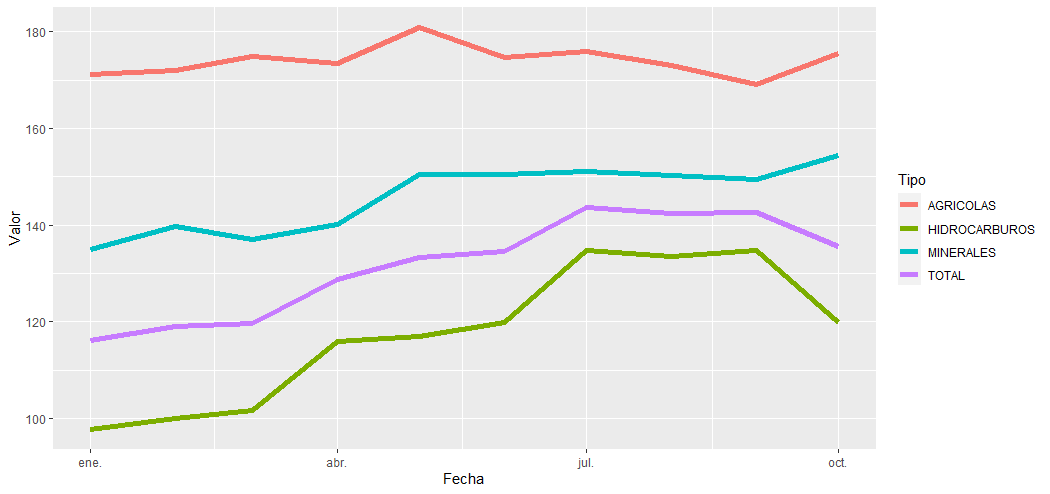 180
160
140
120
100
Valor
ene.
abr.
jul.
oct.
Fecha
Tipo
AGRICOLAS
HIDROCARBUROS
MINERALES
TOTAL